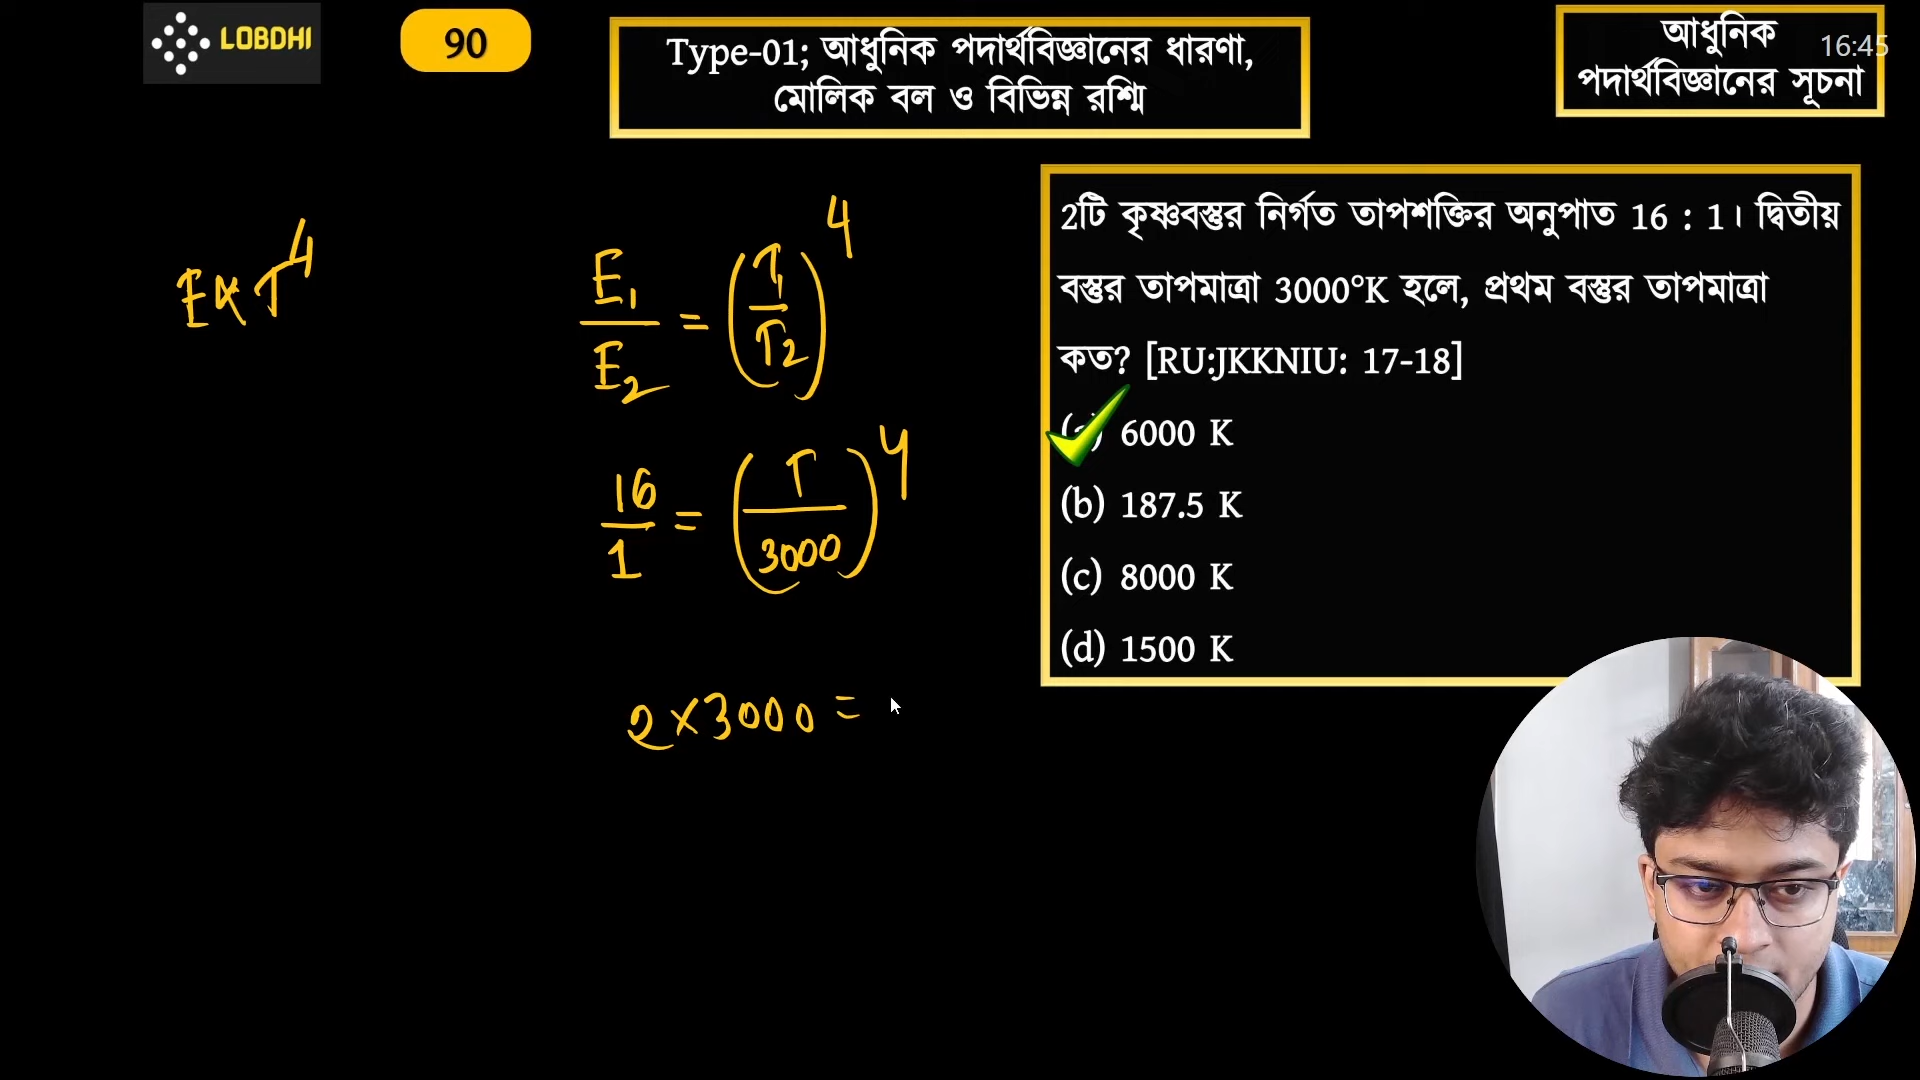 LOBDHI
90
Type-01; আধুনিক পদার্থবিজ্ঞানের ধারণা,
মৌলিক বল ও বিভিন্ন রশ্মি
আধুনিক
পদার্থবিজ্ঞানের সূচনা
16:45
2টি কৃষ্ণবস্তুর নির্গত তাপশক্তির অনুপাত 16 : 1। দ্বিতীয়
বস্তুর তাপমাত্রা 3000°K হলে, প্রথম বস্তুর তাপমাত্রা
কত? [RU:JKKNIU: 17-18]
(a) 6000 K
(b) 187.5 K
(c) 8000 K
(d) 1500 K
E∝T⁴
E₁/E₂ = (T₁/T₂)⁴
16/1 = (T/3000)⁴
2×3000 =